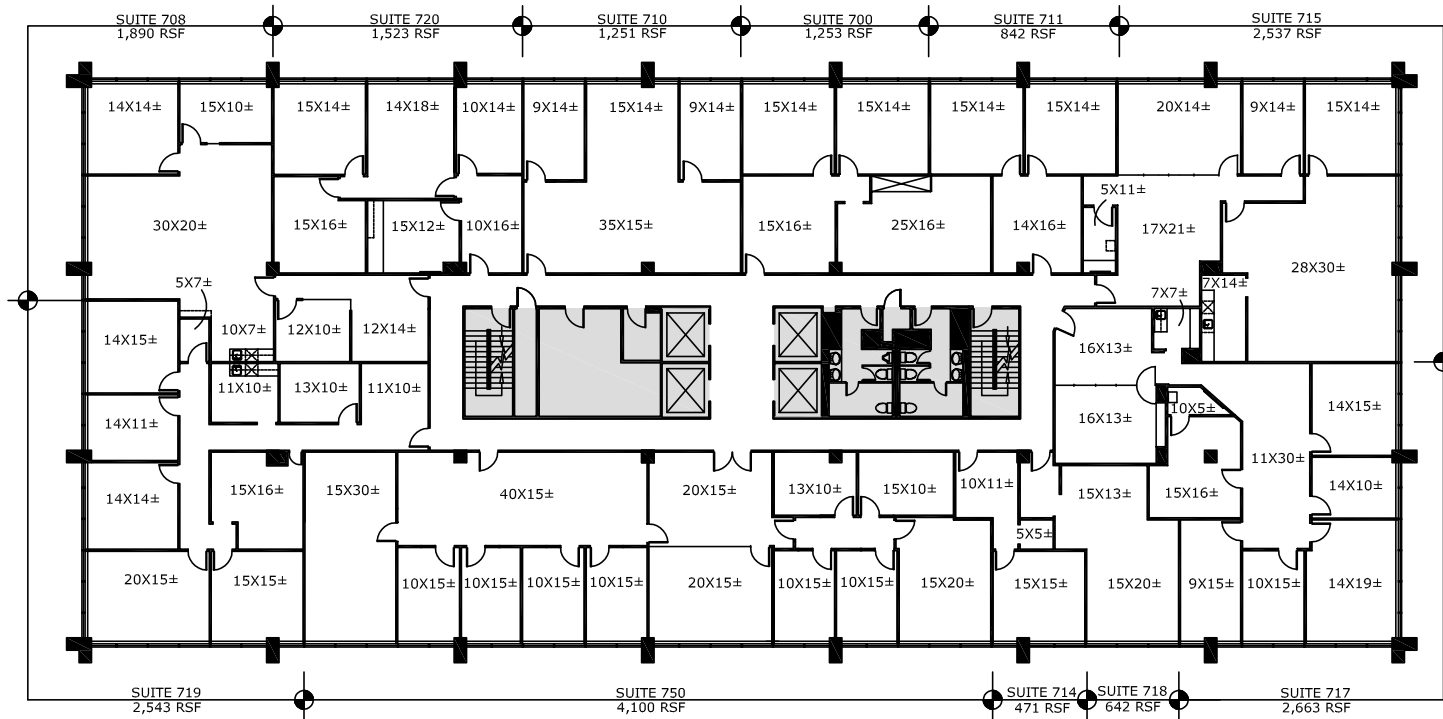 SUITE 708
1,890 RSF
SUITE 720
1,523 RSF
SUITE 710
1,251 RSF
SUITE 700
1,253 RSF
SUITE 711
842 RSF
SUITE 715
2,537 RSF
14X14±
15X10±
15X14±
14X18±
10X14±
9X14±
15X14±
9X14±
15X14±
15X14±
15X14±
15X14±
20X14±
9X14±
15X14±
5X11±
30X20±
15X16±
15X12±
10X16±
35X15±
15X16±
25X16±
14X16±
17X21±
28X30±
5X7±
7X14±
7X7±
14X15±
10X7±
12X10±
12X14±
16X13±
11X10±
13X10±
11X10±
14X11±
16X13±
10X5±
14X15±
11X30±
14X14±
15X16±
15X30±
40X15±
20X15±
13X10±
15X10±
10X11±
15X13±
15X16±
14X10±
5X5±
20X15±
15X15±
10X15±
10X15±
10X15±
10X15±
20X15±
10X15±
10X15±
15X20±
15X15±
15X20±
9X15±
10X15±
14X19±
SUITE 719
2,543 RSF
SUITE 750
4,100 RSF
SUITE 714
471 RSF
SUITE 718
642 RSF
SUITE 717
2,663 RSF